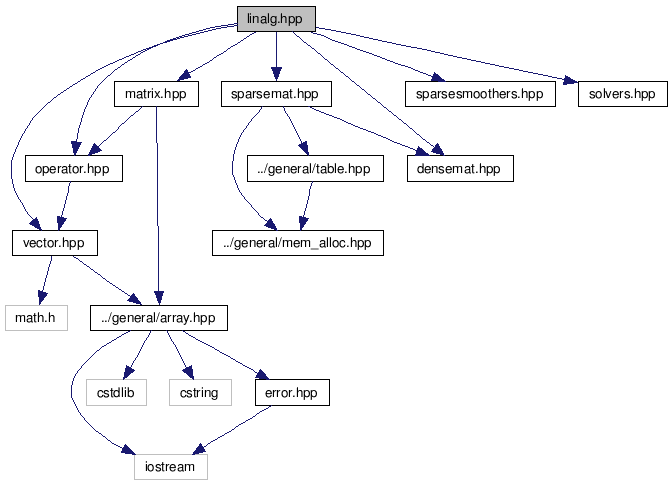 linalg.hpp
matrix.hpp
sparsemat.hpp
sparsesmoothers.hpp
solvers.hpp
operator.hpp
../general/table.hpp
densemat.hpp
vector.hpp
../general/mem_alloc.hpp
math.h
../general/array.hpp
cstdlib
cstring
error.hpp
iostream